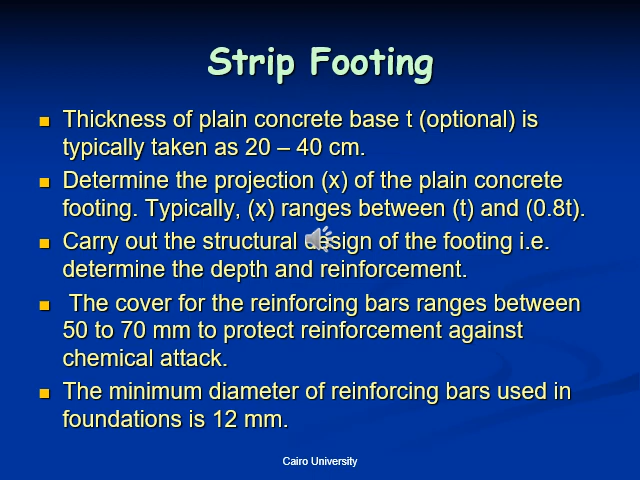 Strip Footing
Thickness of plain concrete base t (optional) is
typically taken as 20 – 40 cm.
Determine the projection (x) of the plain concrete
footing. Typically, (x) ranges between (t) and (0.8t).
Carry out the structural design of the footing i.e.
determine the depth and reinforcement.
The cover for the reinforcing bars ranges between
50 to 70 mm to protect reinforcement against
chemical attack.
The minimum diameter of reinforcing bars used in
foundations is 12 mm.
Cairo University